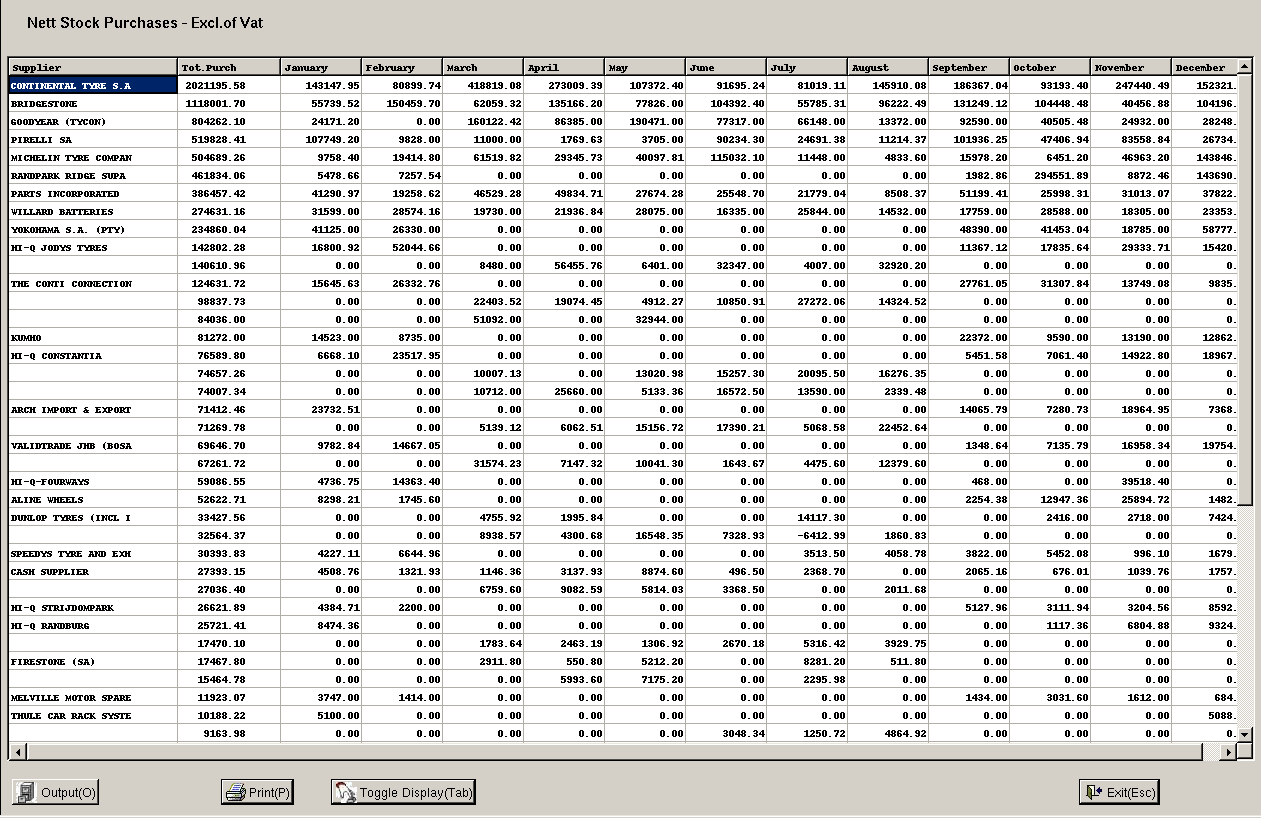 Nett Stock Purchases - Excl.of Vat
Supplier Tot.Purch January February March April May June July August September October November December
CONTINENTAL TYRE S.A 2021195.58 143147.95 80899.74 418819.08 273009.39 107372.40 91695.24 81019.11 145910.08 186367.04 93193.40 247440.49 152321.
BRIDGESTONE 1118001.70 55739.52 150459.70 62059.32 135166.20 77826.00 104392.40 55785.31 96222.49 131249.12 104448.48 40456.88 104196.
GOODYEAR (TYCON) 804262.10 24171.20 0.00 160122.42 86385.00 190471.00 77317.00 66148.00 13372.00 92590.00 40505.48 24932.00 28248.
PIRELLI SA 519828.41 107749.20 9828.00 11000.00 1769.63 3705.00 90234.30 24691.38 11214.37 101936.25 47406.94 83558.84 26734.
MICHELIN TYRE COMPAN 504689.26 9758.40 19414.80 61519.82 29345.73 40097.81 115032.10 11448.00 4833.60 15978.20 6451.20 46963.20 143846.
RANDPARK RIDGE SUPA 461834.06 5478.66 7257.54 0.00 0.00 0.00 0.00 0.00 0.00 1982.86 294551.89 8872.46 143690.
PARTS INCORPORATED 386457.42 41290.97 19258.62 46529.28 49834.71 27674.28 25548.70 21779.04 8508.37 51199.41 25998.31 31013.07 37822.
WILLARD BATTERIES 274631.16 31599.00 28574.16 19730.00 21936.84 28075.00 16335.00 25844.00 14532.00 17759.00 28588.00 18305.00 23353.
YOKOHAMA S.A. (PTY) 234860.04 41125.00 26330.00 0.00 0.00 0.00 0.00 0.00 0.00 48390.00 41453.04 18785.00 58777.
HI-Q JODYS TYRES 142802.28 16800.92 52044.66 0.00 0.00 0.00 0.00 0.00 0.00 11367.12 17835.64 29333.71 15420.
140610.96 0.00 0.00 8480.00 56455.76 6401.00 32347.00 4007.00 32920.20 0.00 0.00 0.00 0.
THE CONTI CONNECTION 124631.72 15645.63 26332.76 0.00 0.00 0.00 0.00 0.00 0.00 27761.05 31307.84 13749.08 9835.
98837.73 0.00 0.00 22403.52 19074.45 4912.27 10850.91 27272.06 14324.52 0.00 0.00 0.00 0.
84036.00 0.00 0.00 51092.00 0.00 32944.00 0.00 0.00 0.00 0.00 0.00 0.00 0.
KUMHO 81272.00 14523.00 8735.00 0.00 0.00 0.00 0.00 0.00 0.00 22372.00 9590.00 13190.00 12862.
HI-Q CONSTANTIA 76589.80 6668.10 23517.95 0.00 0.00 0.00 0.00 0.00 0.00 5451.58 7061.40 14922.80 18967.
74657.26 0.00 0.00 10007.13 0.00 13020.98 15257.30 20095.50 16276.35 0.00 0.00 0.00 0.
74007.34 0.00 0.00 10712.00 25660.00 5133.36 16572.50 13590.00 2339.48 0.00 0.00 0.00 0.
ARCH IMPORT & EXPORT 71412.46 23732.51 0.00 0.00 0.00 0.00 0.00 0.00 0.00 14065.79 7280.73 18964.95 7368.
71269.78 0.00 0.00 5139.12 6062.51 15156.72 17390.21 5068.58 22452.64 0.00 0.00 0.00 0.
VALIDTRADE JHB (BOSA 69646.70 9782.84 14667.05 0.00 0.00 0.00 0.00 0.00 0.00 1348.64 7135.79 16958.34 19754.
67261.72 0.00 0.00 31574.23 7147.32 10041.30 1643.67 4475.60 12379.60 0.00 0.00 0.00 0.
HI-Q-FOURWAYS 59086.55 4736.75 14363.40 0.00 0.00 0.00 0.00 0.00 0.00 468.00 0.00 39518.40 0.
ALINE WHEELS 52622.71 8298.21 1745.60 0.00 0.00 0.00 0.00 0.00 0.00 2254.38 12947.36 25894.72 1482.
DUNLOP TYRES (INCL I 33427.56 0.00 0.00 4755.92 1995.84 0.00 0.00 14117.30 0.00 0.00 2416.00 2718.00 7424.
32564.37 0.00 0.00 8938.57 4300.68 16548.35 7328.93 -6412.99 1860.83 0.00 0.00 0.00 0.
SPEEDYS TYRE AND EXH 30393.83 4227.11 6644.96 0.00 0.00 0.00 0.00 3513.50 4058.78 3822.00 5452.08 996.10 1679.
CASH SUPPLIER 27393.15 4508.76 1321.93 1146.36 3137.93 8874.60 496.50 2368.70 0.00 2065.16 676.01 1039.76 1757.
27036.40 0.00 0.00 6759.60 9082.59 5814.03 3368.50 0.00 2011.68 0.00 0.00 0.00 0.
HI-Q STRIJDOMPARK 26621.89 4384.71 2200.00 0.00 0.00 0.00 0.00 0.00 0.00 5127.96 3111.94 3204.56 8592.
HI-Q RANDBURG 25721.41 8474.36 0.00 0.00 0.00 0.00 0.00 0.00 0.00 0.00 1117.36 6804.88 9324.
17470.10 0.00 0.00 1783.64 2463.19 1306.92 2670.18 5316.42 3929.75 0.00 0.00 0.00 0.
FIRESTONE (SA) 17467.80 0.00 0.00 2911.80 550.80 5212.20 0.00 8281.20 511.80 0.00 0.00 0.00 0.
15464.78 0.00 0.00 0.00 5993.60 7175.20 0.00 2295.98 0.00 0.00 0.00 0.00 0.
MELVILLE MOTOR SPARE 11923.07 3747.00 1414.00 0.00 0.00 0.00 0.00 0.00 0.00 1434.00 3031.60 1612.00 684.
THULE CAR RACK SYSTE 10188.22 5100.00 0.00 0.00 0.00 0.00 0.00 0.00 0.00 0.00 0.00 0.00 5088.
9163.98 0.00 0.00 0.00 0.00 0.00 3048.34 1250.72 4864.92 0.00 0.00 0.00 0.
Output(O) Print(P) Toggle Display(Tab) Exit(Esc)